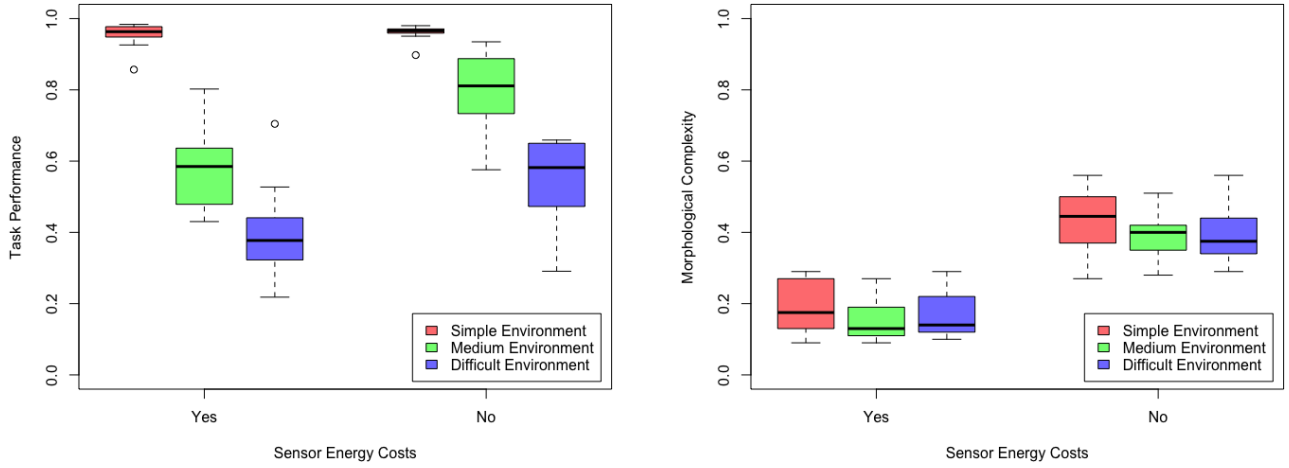 Task Performance
1.0
0.8
0.6
0.4
0.2
0.0
Simple Environment
Medium Environment
Difficult Environment
Yes
No
Sensor Energy Costs
Morphological Complexity
1.0
0.8
0.6
0.4
0.2
0.0
Simple Environment
Medium Environment
Difficult Environment
Yes
No
Sensor Energy Costs